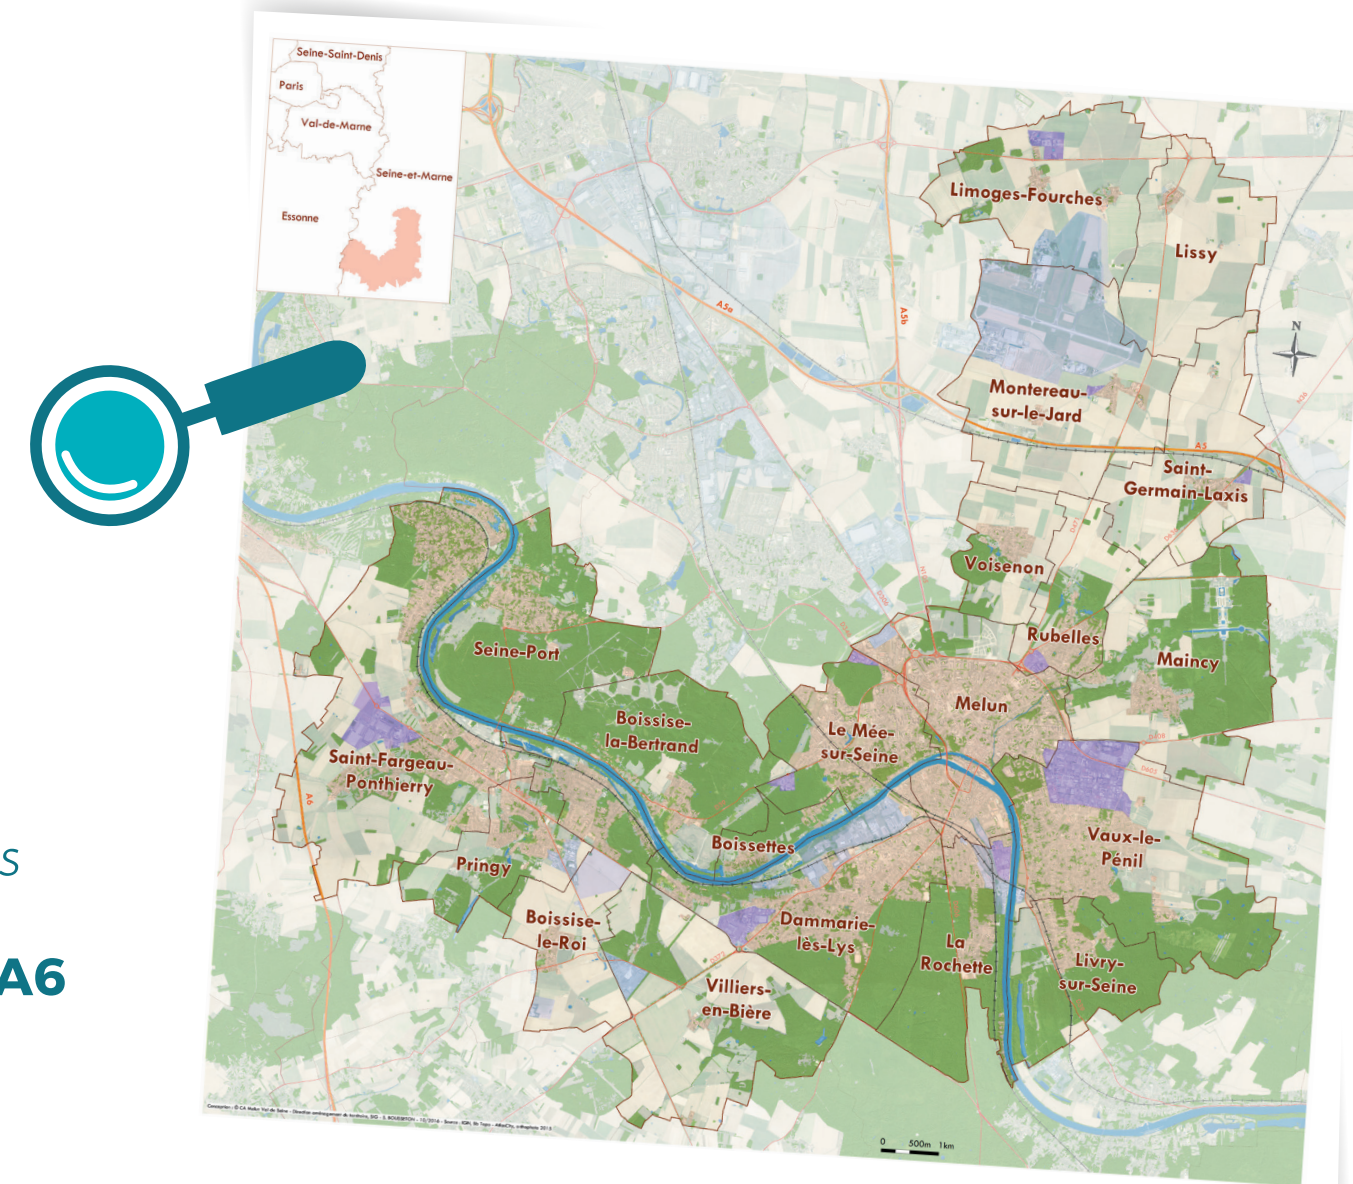 Seine-Saint-Denis
Paris
Val-de-Marne
Seine-et-Marne
Essonne
Limoges-Fourches
Lissy
A5a
A5b
N
Montereau-
sur-le-Jard
N36
A5
Saint-
Germain-Laxis
Voisenon
Rubelles
Maincy
Seine-Port
Melun
Boissise-
la-Bertrand
Le Mée-
sur-Seine
Saint-Fargeau-
Ponthierry
A6
D408
D605
Vaux-le-
Pénil
Boissettes
S
Pringy
Boissise-
le-Roi
Dammarie-
lès-Lys
La
Rochette
Livry-
sur-Seine
A6
Villiers-
en-Bière
0 500m 1km